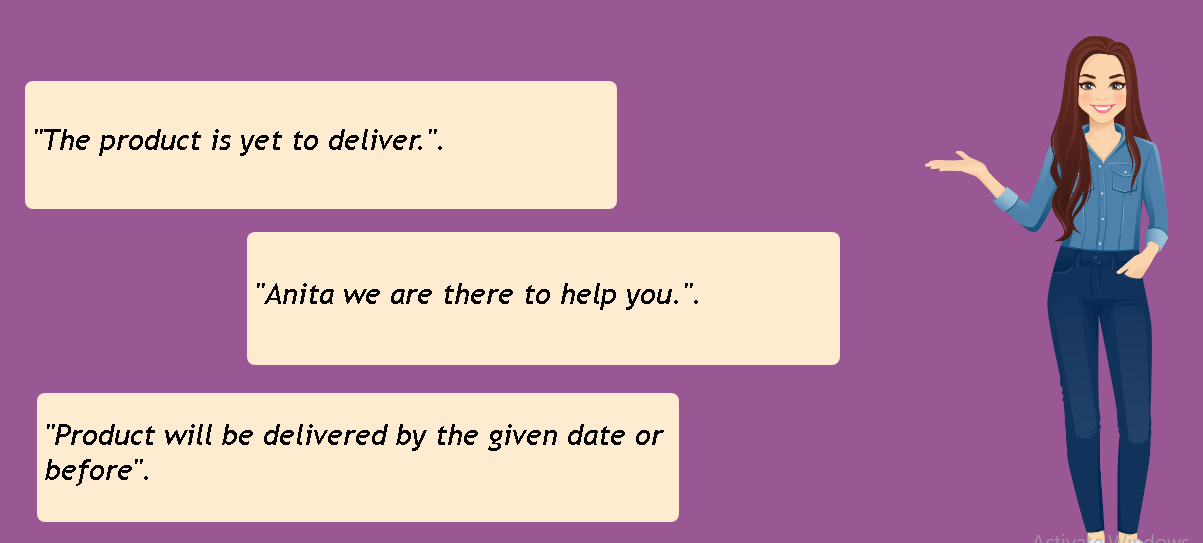 "The product is yet to deliver.".
"Anita we are there to help you.".
"Product will be delivered by the given date or
before".
Activate Windows